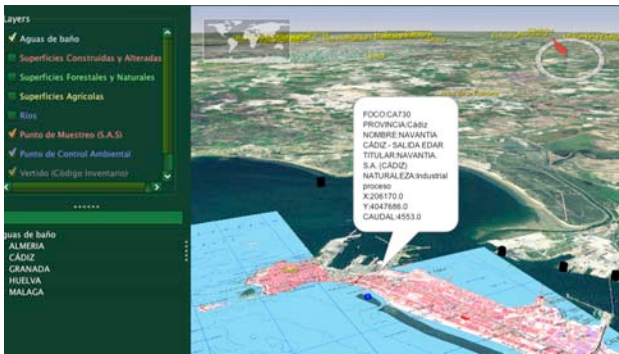 Layers
Aguas de baño
Superficies Construidas y Alteradas
Superficies Forestales y Naturales
Superficies Agrícolas
Ríos
Punto de Muestreo (S.A.S)
Punto de Control Ambiental
Vertido (Código Inventario)
guas de baño
ALMERIA
CÁDIZ
GRANADA
HUELVA
MALAGA
FOCO:CA730
PROVINCIA:Cádiz
NOMBRE:NAVANTIA
CÁDIZ - SALIDA EDAR
TITULAR:NAVANTIA.
S.A. (CÁDIZ)
NATURALEZA:Industrial
proceso
X:206170.0
Y:4047686.0
CAUDAL:4553.0